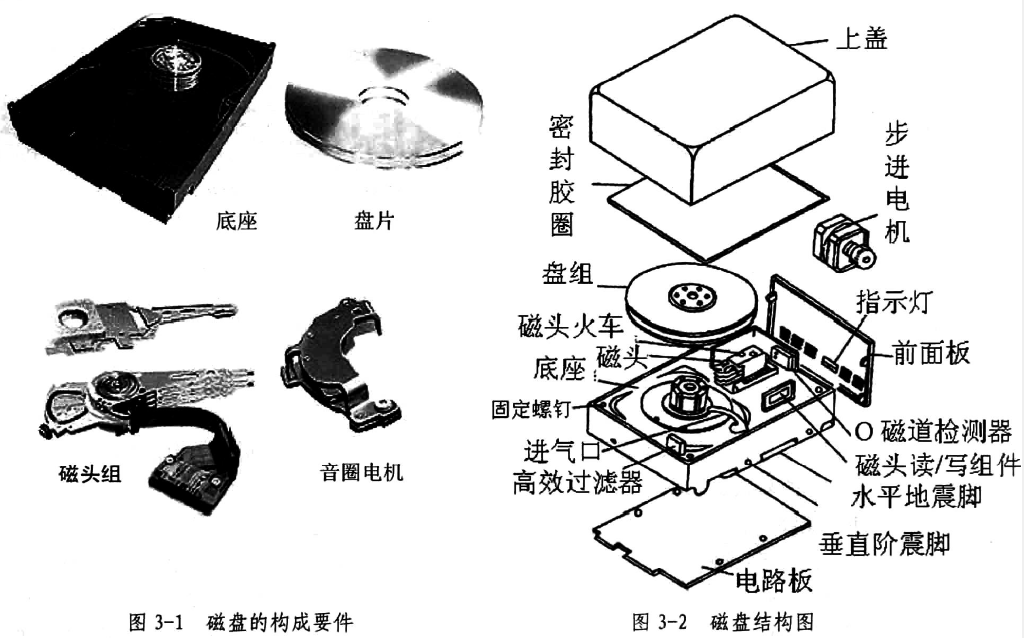 底座
盘片
磁头组
音圈电机
图 3-1 磁盘的构成要件
上盖
密封胶圈
步进电机
盘组
指示灯
磁头火车
前面板
磁头
底座
固定螺钉
进气口
O 磁道检测器
高效过滤器
磁头读/写组件
水平地震脚
垂直阶震脚
电路板
图 3-2 磁盘结构图